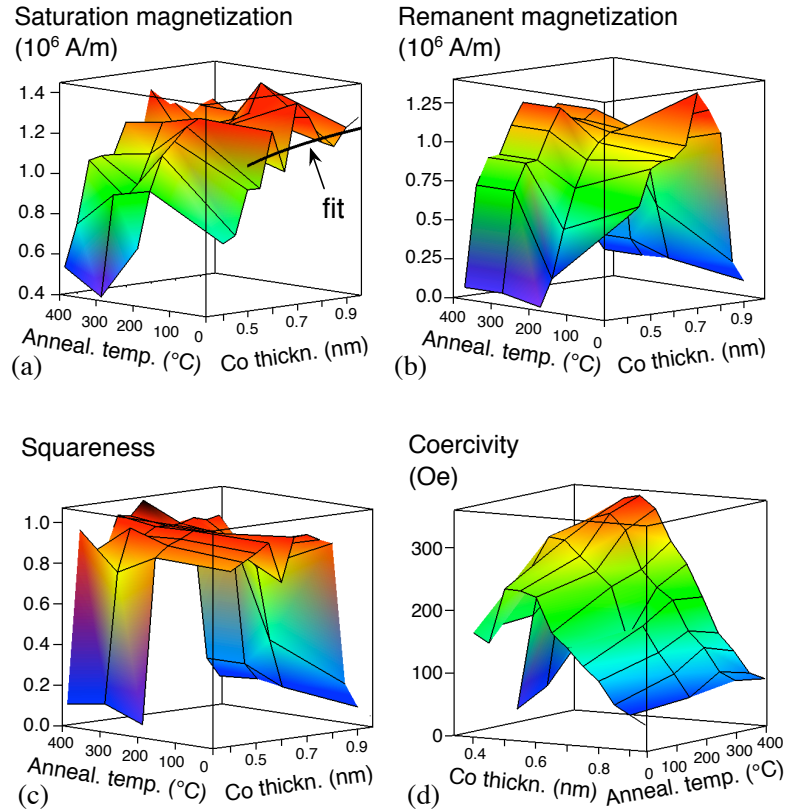 Saturation magnetization
(10⁶ A/m)
1.4
1.2
1.0
0.8
0.6
0.4
400
300
200
100
0
0.5
0.7
0.9
Anneal. temp. (°C)
Co thickn. (nm)
fit
(a)
Remanent magnetization
(10⁶ A/m)
1.25
1.0
0.75
0.5
0.25
0.0
400
300
200
100
0
0.5
0.7
0.9
Anneal. temp. (°C)
Co thickn. (nm)
(b)
Squareness
1.0
0.8
0.6
0.4
0.2
0.0
400
300
200
100
0
0.5
0.7
0.9
Anneal. temp. (°C)
Co thickn. (nm)
(c)
Coercivity
(Oe)
300
200
100
0
0.4
0.6
0.8
0
100
200
300
400
Co thickn. (nm)
Anneal. temp. (°C)
(d)